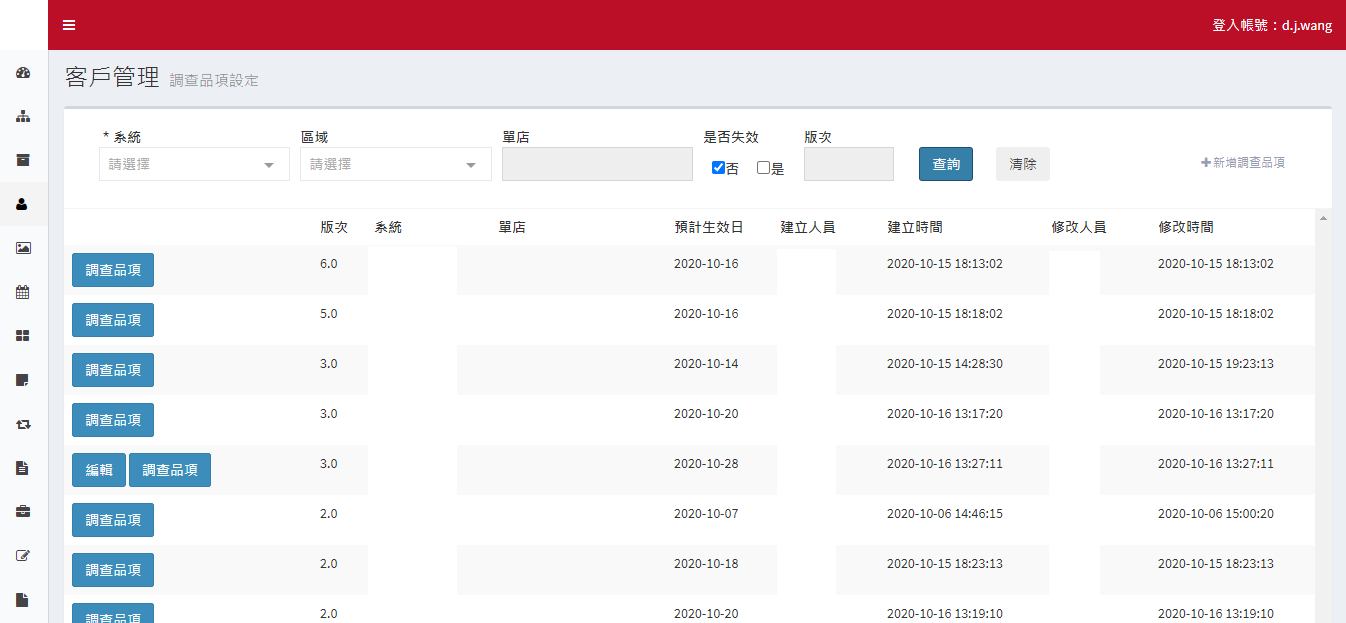 登入帳號：d.j.wang
客戶管理 調查品項設定
* 系統 區域 單店 是否失效 版次
請選擇 請選擇 否 是 查詢 清除 新增調查品項
版次 系統 單店 預計生效日 建立人員 建立時間 修改人員 修改時間
調查品項 6.0 2020-10-16 2020-10-15 18:13:02 2020-10-15 18:13:02
調查品項 5.0 2020-10-16 2020-10-15 18:18:02 2020-10-15 18:18:02
調查品項 3.0 2020-10-14 2020-10-15 14:28:30 2020-10-15 19:23:13
調查品項 3.0 2020-10-20 2020-10-16 13:17:20 2020-10-16 13:17:20
編輯 調查品項 3.0 2020-10-28 2020-10-16 13:27:11 2020-10-16 13:27:11
調查品項 2.0 2020-10-07 2020-10-06 14:46:15 2020-10-06 15:00:20
調查品項 2.0 2020-10-18 2020-10-15 18:23:13 2020-10-15 18:23:13
調查品項 2.0 2020-10-20 2020-10-16 13:19:10 2020-10-16 13:19:10